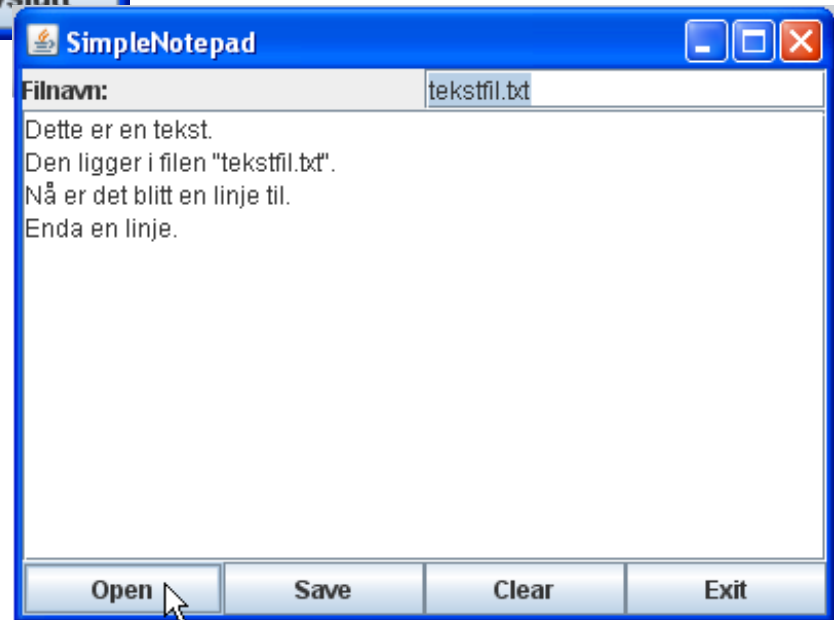 SimpleNotepad
Filnavn: tekstfil.txt
Dette er en tekst.
Den ligger i filen "tekstfil.txt".
Nå er det blitt en linje til.
Enda en linje.
Open Save Clear Exit